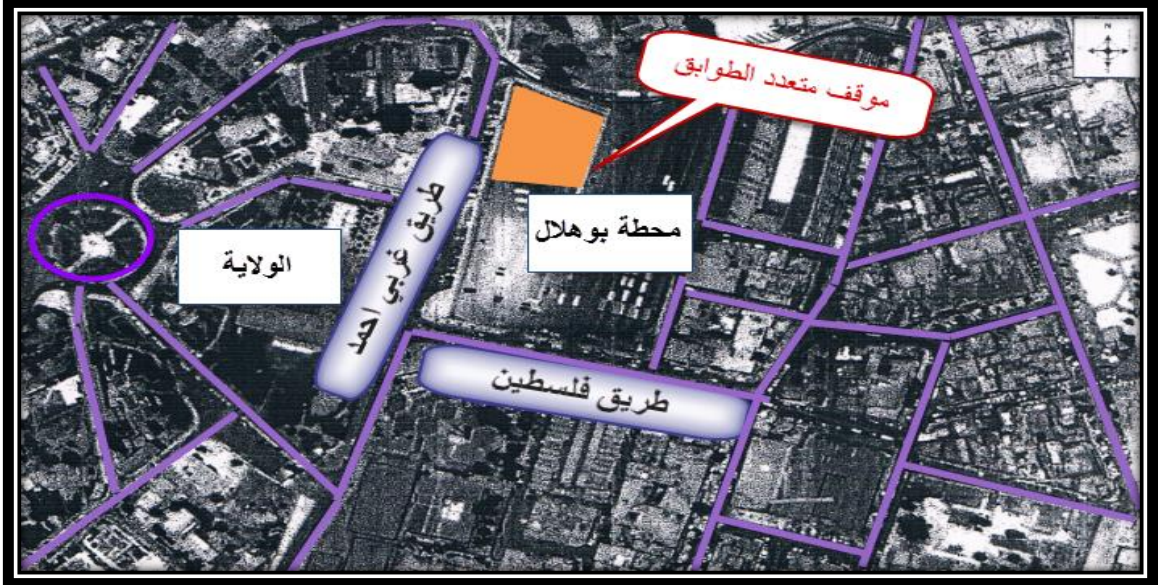 موقف متعدد الطوابق
محطة بوهلال
الولاية
طريق غربي احمد
طريق فلسطين